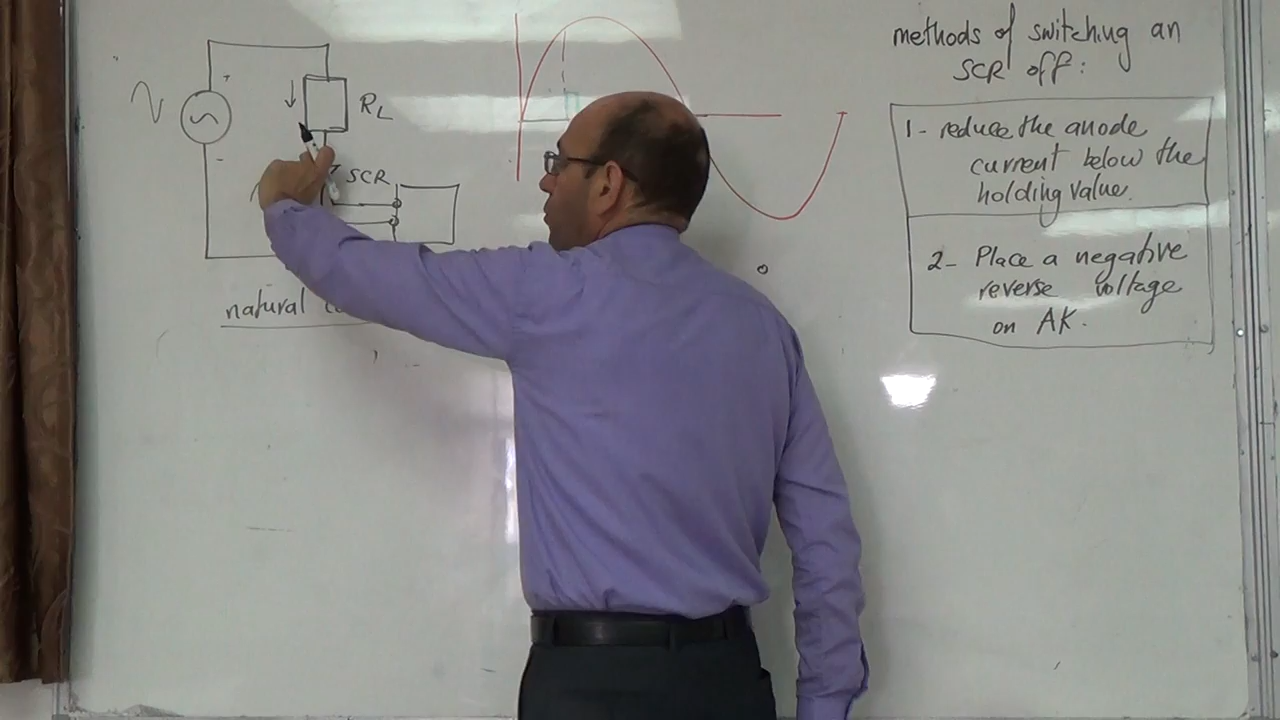 methods of switching an
SCR off:
1- reduce the anode
current below the
holding value.
2- Place a negative
reverse voltage
on AK.
+
RL
SCR
-
natural